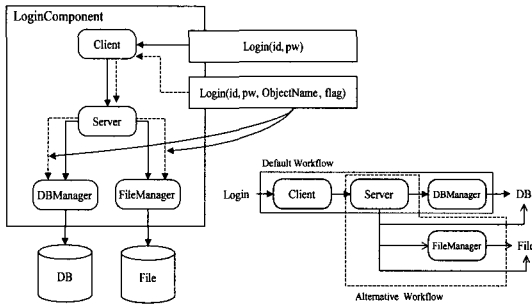 LoginComponent
Client
Login(id, pw)
Login(id, pw, ObjectName, flag)
Server
DBManager
FileManager
DB
File
Default Workflow
Login
Client
Server
DBManager
DB
FileManager
File
Alternative Workflow